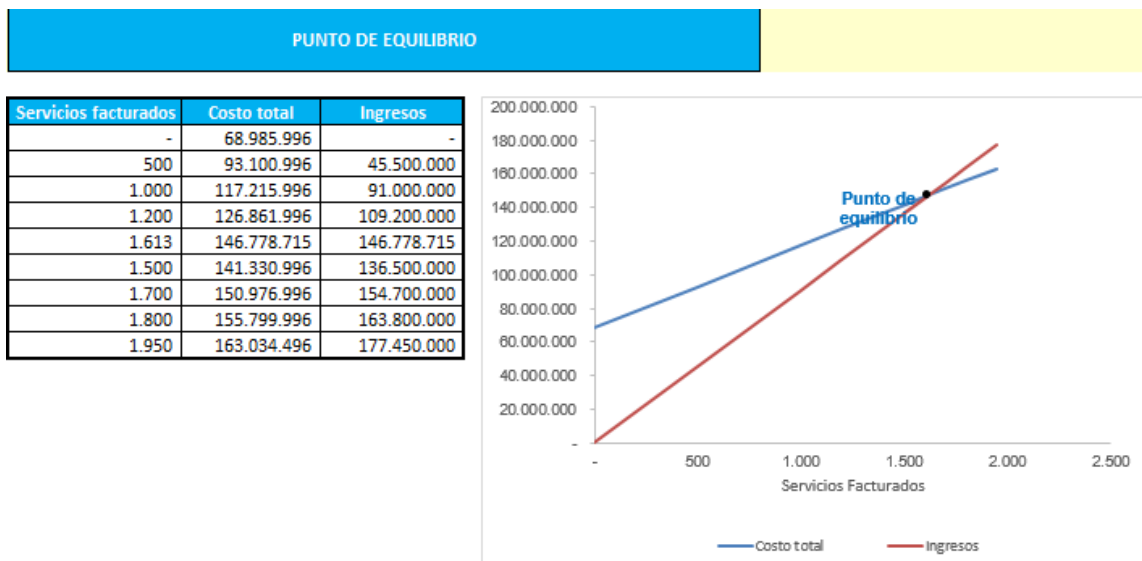 PUNTO DE EQUILIBRIO
Servicios facturados Costo total Ingresos
- 68.985.996 -
500 93.100.996 45.500.000
1.000 117.215.996 91.000.000
1.200 126.861.996 109.200.000
1.613 146.778.715 146.778.715
1.500 141.330.996 136.500.000
1.700 150.976.996 154.700.000
1.800 155.799.996 163.800.000
1.950 163.034.496 177.450.000
200.000.000
180.000.000
160.000.000
140.000.000
120.000.000
100.000.000
80.000.000
60.000.000
40.000.000
20.000.000
-
Punto de
equilibrio
- 500 1.000 1.500 2.000 2.500
Servicios Facturados
Costo total Ingresos